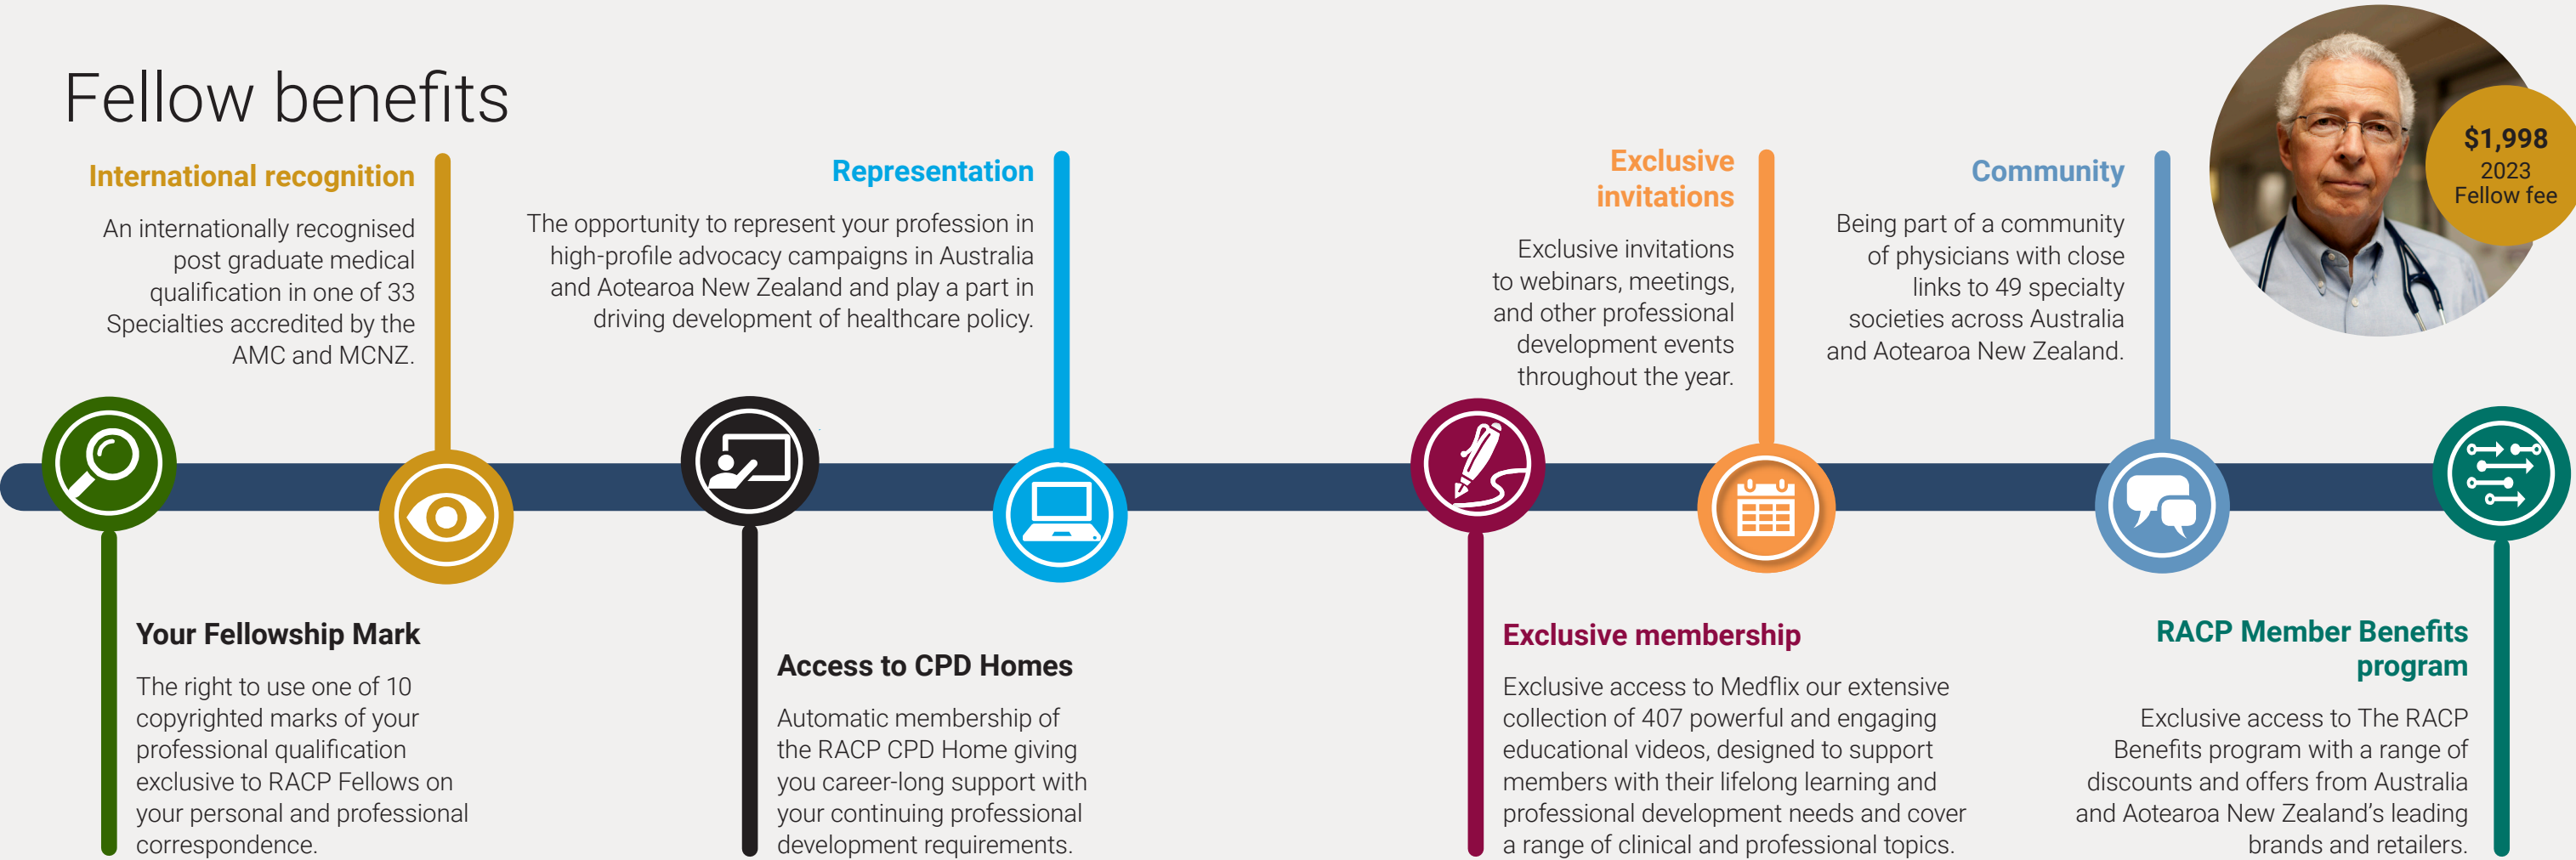 Fellow benefits
International recognition
An internationally recognised
post graduate medical
qualification in one of 33
Specialties accredited by the
AMC and MCNZ.
Representation
The opportunity to represent your profession in
high-profile advocacy campaigns in Australia
and Aotearoa New Zealand and play a part in
driving development of healthcare policy.
Exclusive
invitations
Exclusive invitations
to webinars, meetings,
and other professional
development events
throughout the year.
Community
Being part of a community
of physicians with close
links to 49 specialty
societies across Australia
and Aotearoa New Zealand.
$1,998
2023
Fellow fee
Your Fellowship Mark
The right to use one of 10
copyrighted marks of your
professional qualification
exclusive to RACP Fellows on
your personal and professional
correspondence.
Access to CPD Homes
Automatic membership of
the RACP CPD Home giving
you career-long support with
your continuing professional
development requirements.
Exclusive membership
Exclusive access to Medflix our extensive
collection of 407 powerful and engaging
educational videos, designed to support
members with their lifelong learning and
professional development needs and cover
a range of clinical and professional topics.
RACP Member Benefits
program
Exclusive access to The RACP
Benefits program with a range of
discounts and offers from Australia
and Aotearoa New Zealand’s leading
brands and retailers.